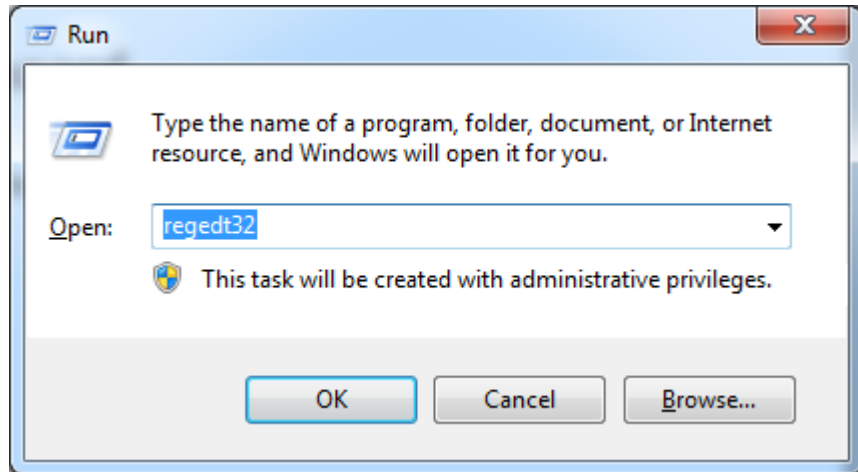 Run
Type the name of a program, folder, document, or Internet
resource, and Windows will open it for you.
Open:
regedt32
This task will be created with administrative privileges.
OK
Cancel
Browse...